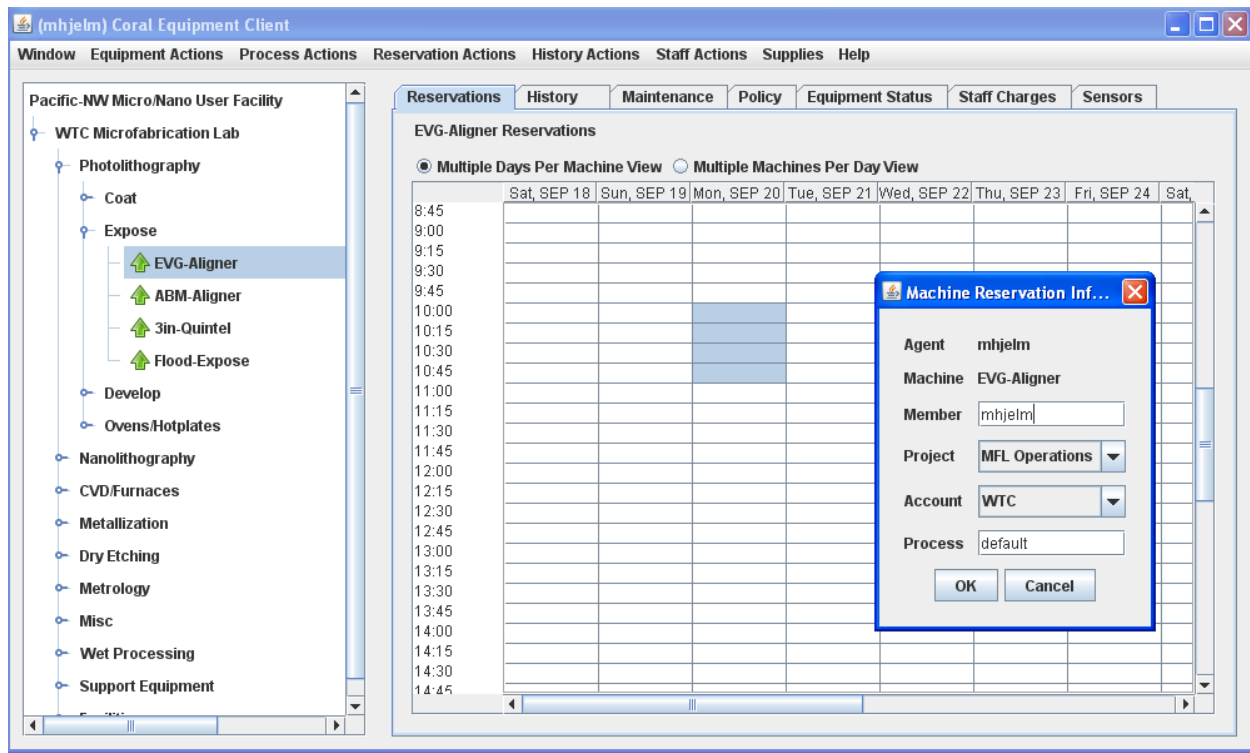 (mhjelm) Coral Equipment Client
Window Equipment Actions Process Actions Reservation Actions History Actions Staff Actions Supplies Help
Pacific-NW Micro/Nano User Facility
WTC Microfabrication Lab
Photolithography
Coat
Expose
EVG-Aligner
ABM-Aligner
3in-Quintel
Flood-Expose
Develop
Ovens/Hotplates
Nanolithography
CVD/Furnaces
Metallization
Dry Etching
Metrology
Misc
Wet Processing
Support Equipment
Reservations History Maintenance Policy Equipment Status Staff Charges Sensors
EVG-Aligner Reservations
Multiple Days Per Machine View Multiple Machines Per Day View
Sat, SEP 18 Sun, SEP 19 Mon, SEP 20 Tue, SEP 21 Wed, SEP 22 Thu, SEP 23 Fri, SEP 24 Sat,
8:45
9:00
9:15
9:30
9:45
10:00
10:15
10:30
10:45
11:00
11:15
11:30
11:45
12:00
12:15
12:30
12:45
13:00
13:15
13:30
13:45
14:00
14:15
14:30
14:45
Machine Reservation Inf...
Agent mhjelm
Machine EVG-Aligner
Member mhjelm
Project MFL Operations
Account WTC
Process default
OK Cancel